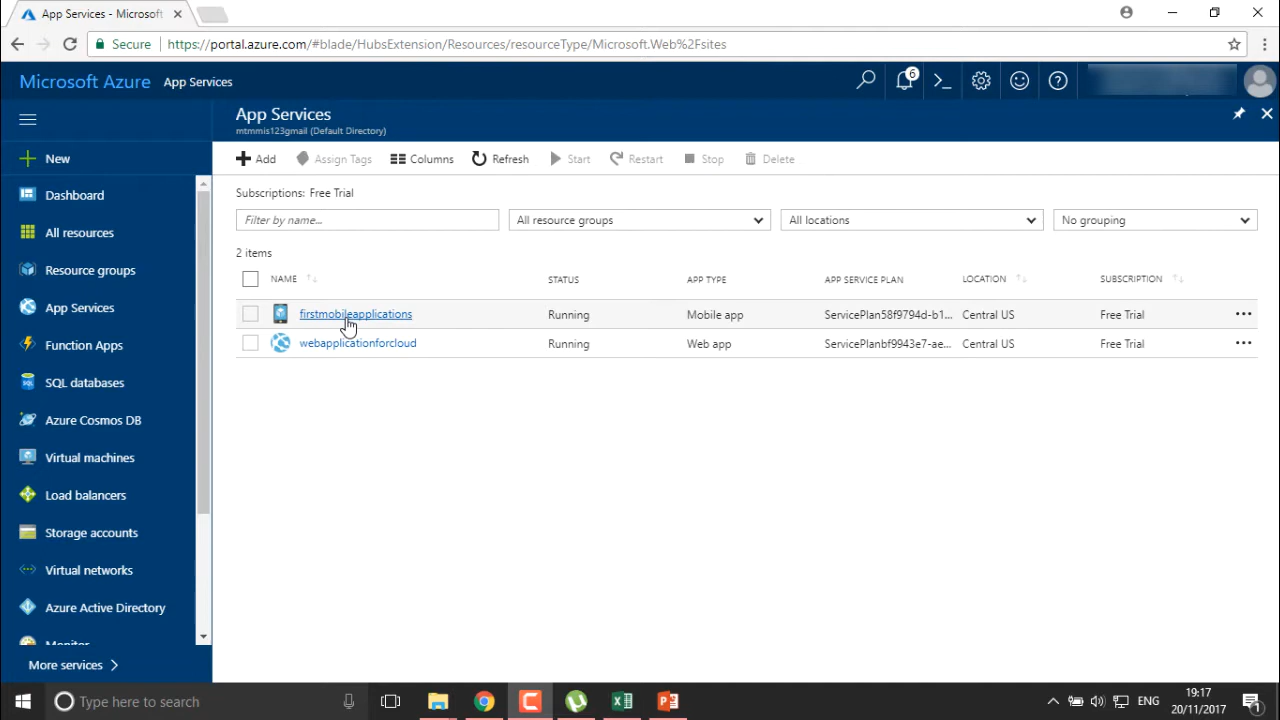 App Services - Microsoft
Secure https://portal.azure.com/#blade/HubsExtension/Resources/resourceType/Microsoft.Web%2Fsites
Microsoft Azure App Services 6
App Services
mtmmis123gmail (Default Directory)
New
Add Assign Tags Columns Refresh Start Restart Stop Delete
Dashboard
Subscriptions: Free Trial
All resources
Filter by name... All resource groups All locations No grouping
Resource groups
2 items
NAME STATUS APP TYPE APP SERVICE PLAN LOCATION SUBSCRIPTION
App Services
firstmobileapplications Running Mobile app ServicePlan58f9794d-b1... Central US Free Trial ...
Function Apps
webapplicationforcloud Running Web app ServicePlanbf9943e7-ae... Central US Free Trial ...
SQL databases
Azure Cosmos DB
Virtual machines
Load balancers
Storage accounts
Virtual networks
Azure Active Directory
Monitor
More services
Type here to search
ENG
19:17
20/11/2017
1